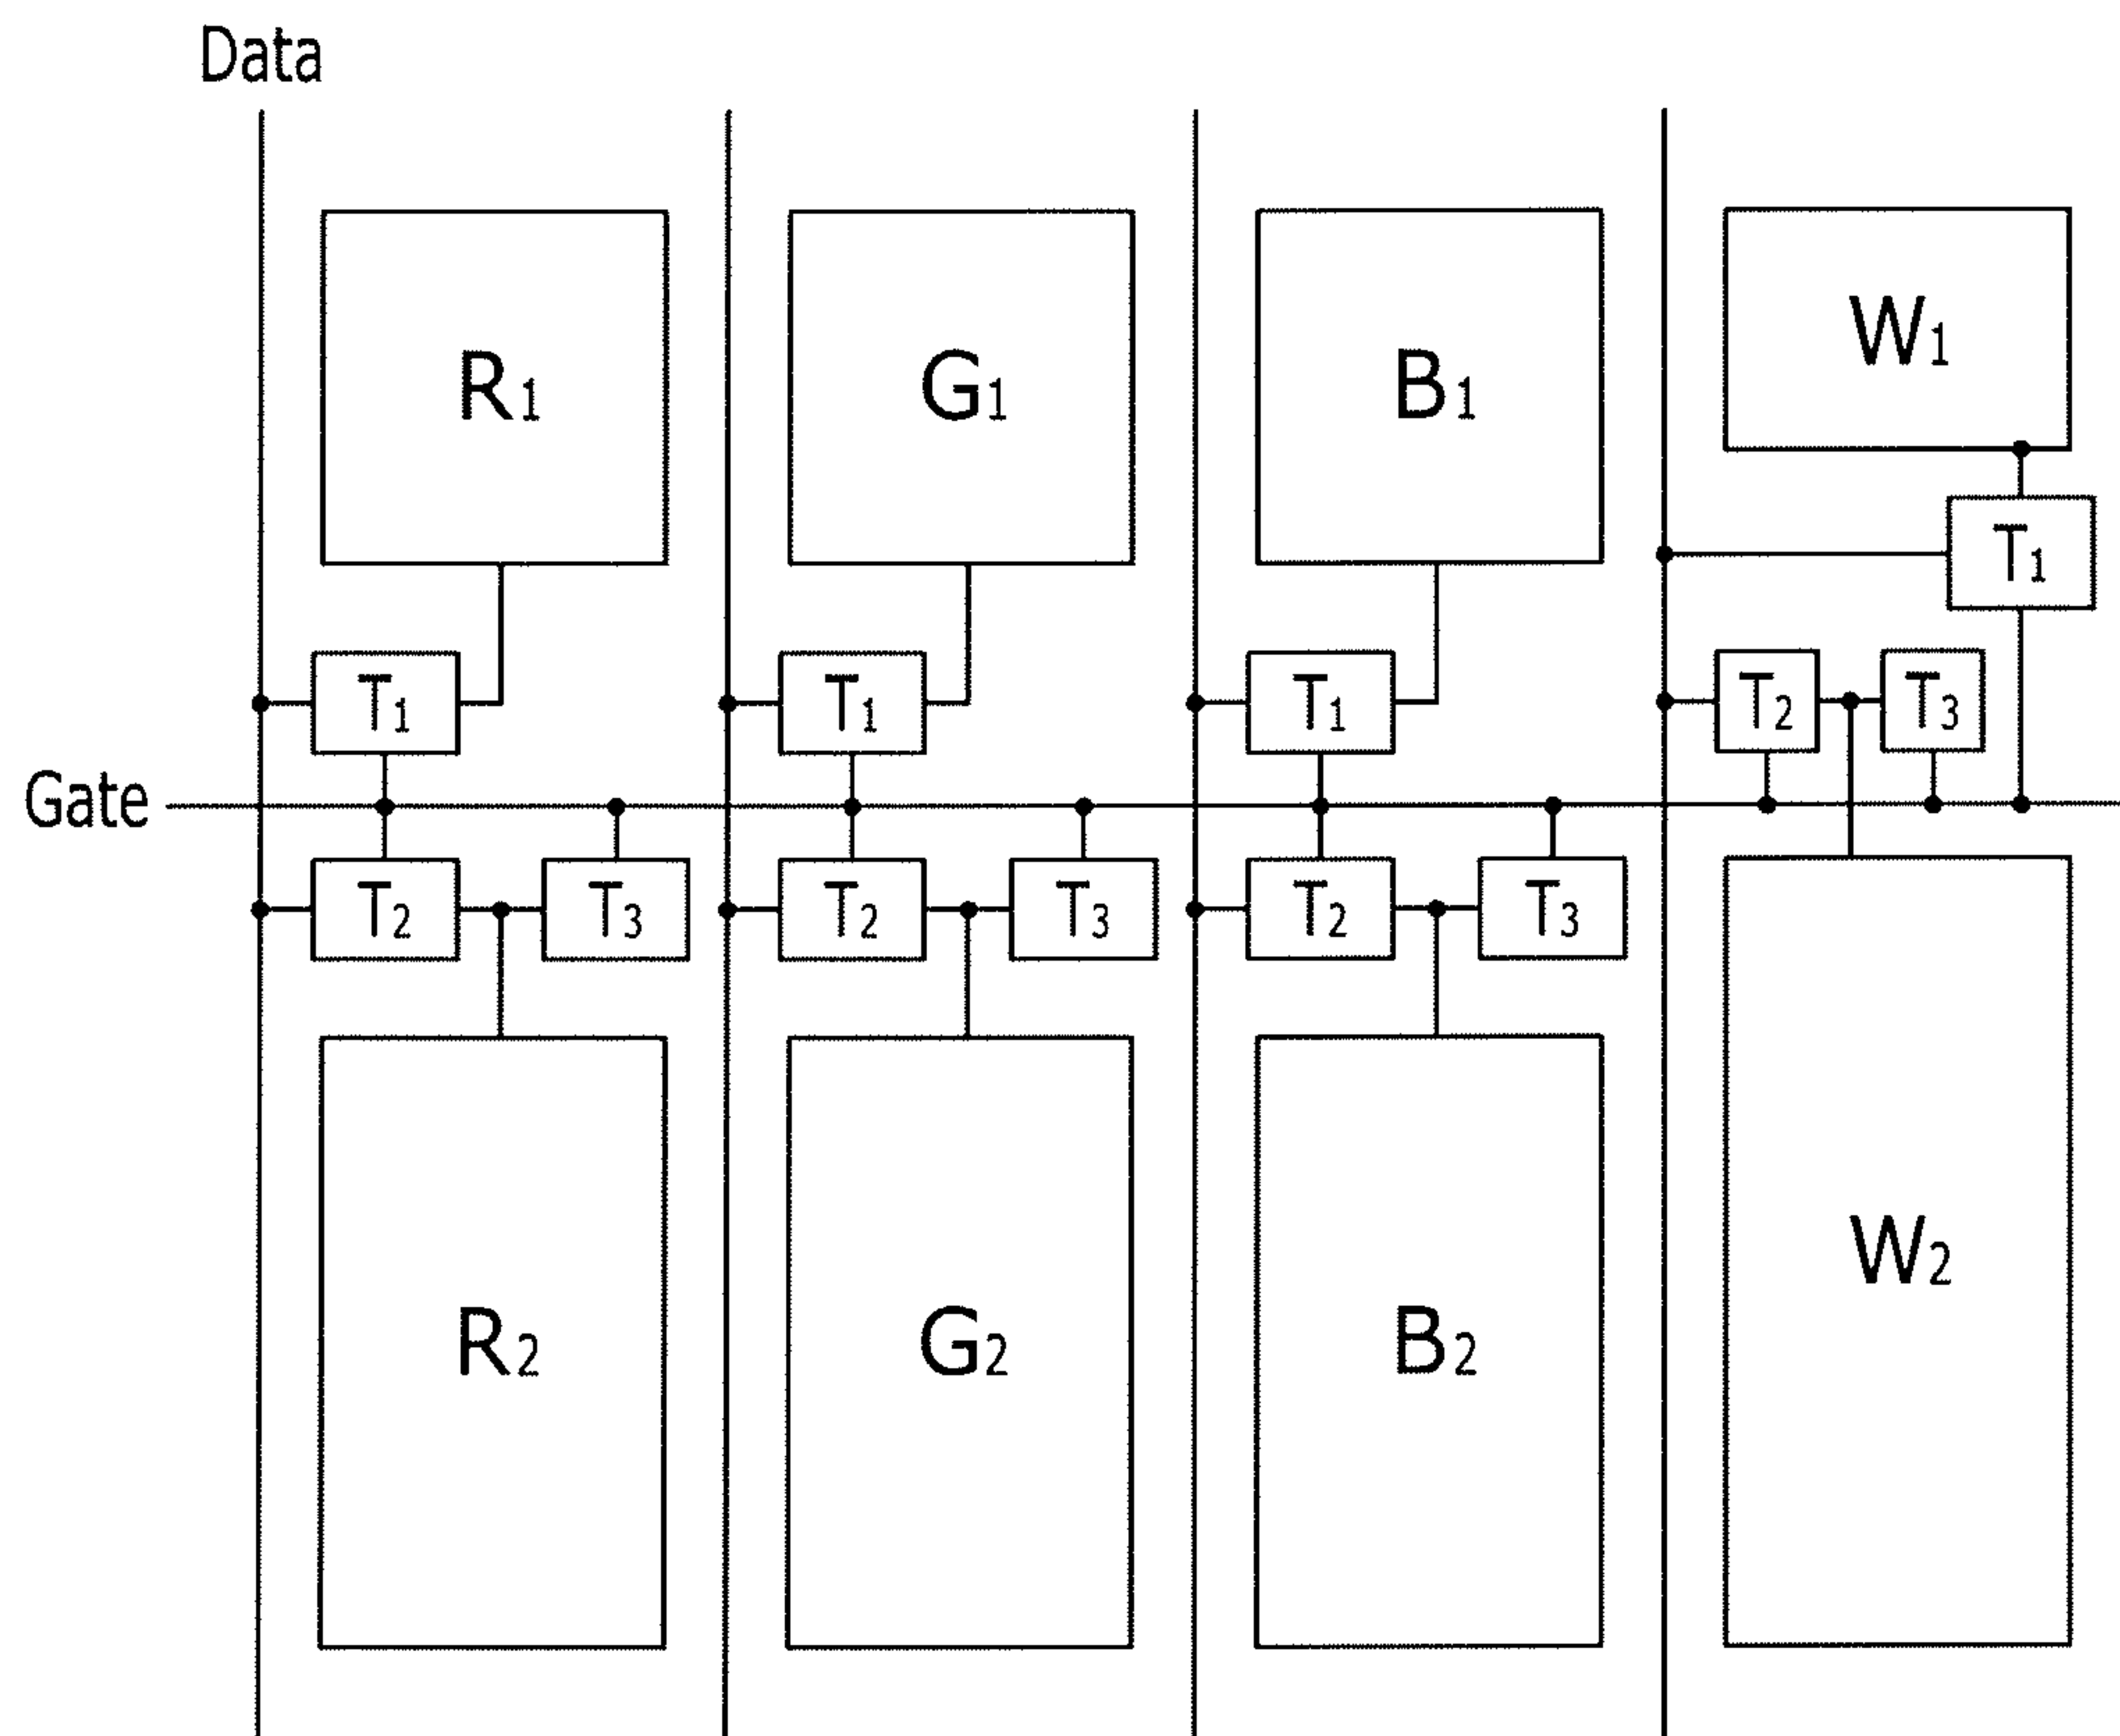 Data
R1 G1 B1 W1
T1
T1 T1 T1 T2 T3
Gate
T2 T3 T2 T3 T2 T3
W2
R2 G2 B2